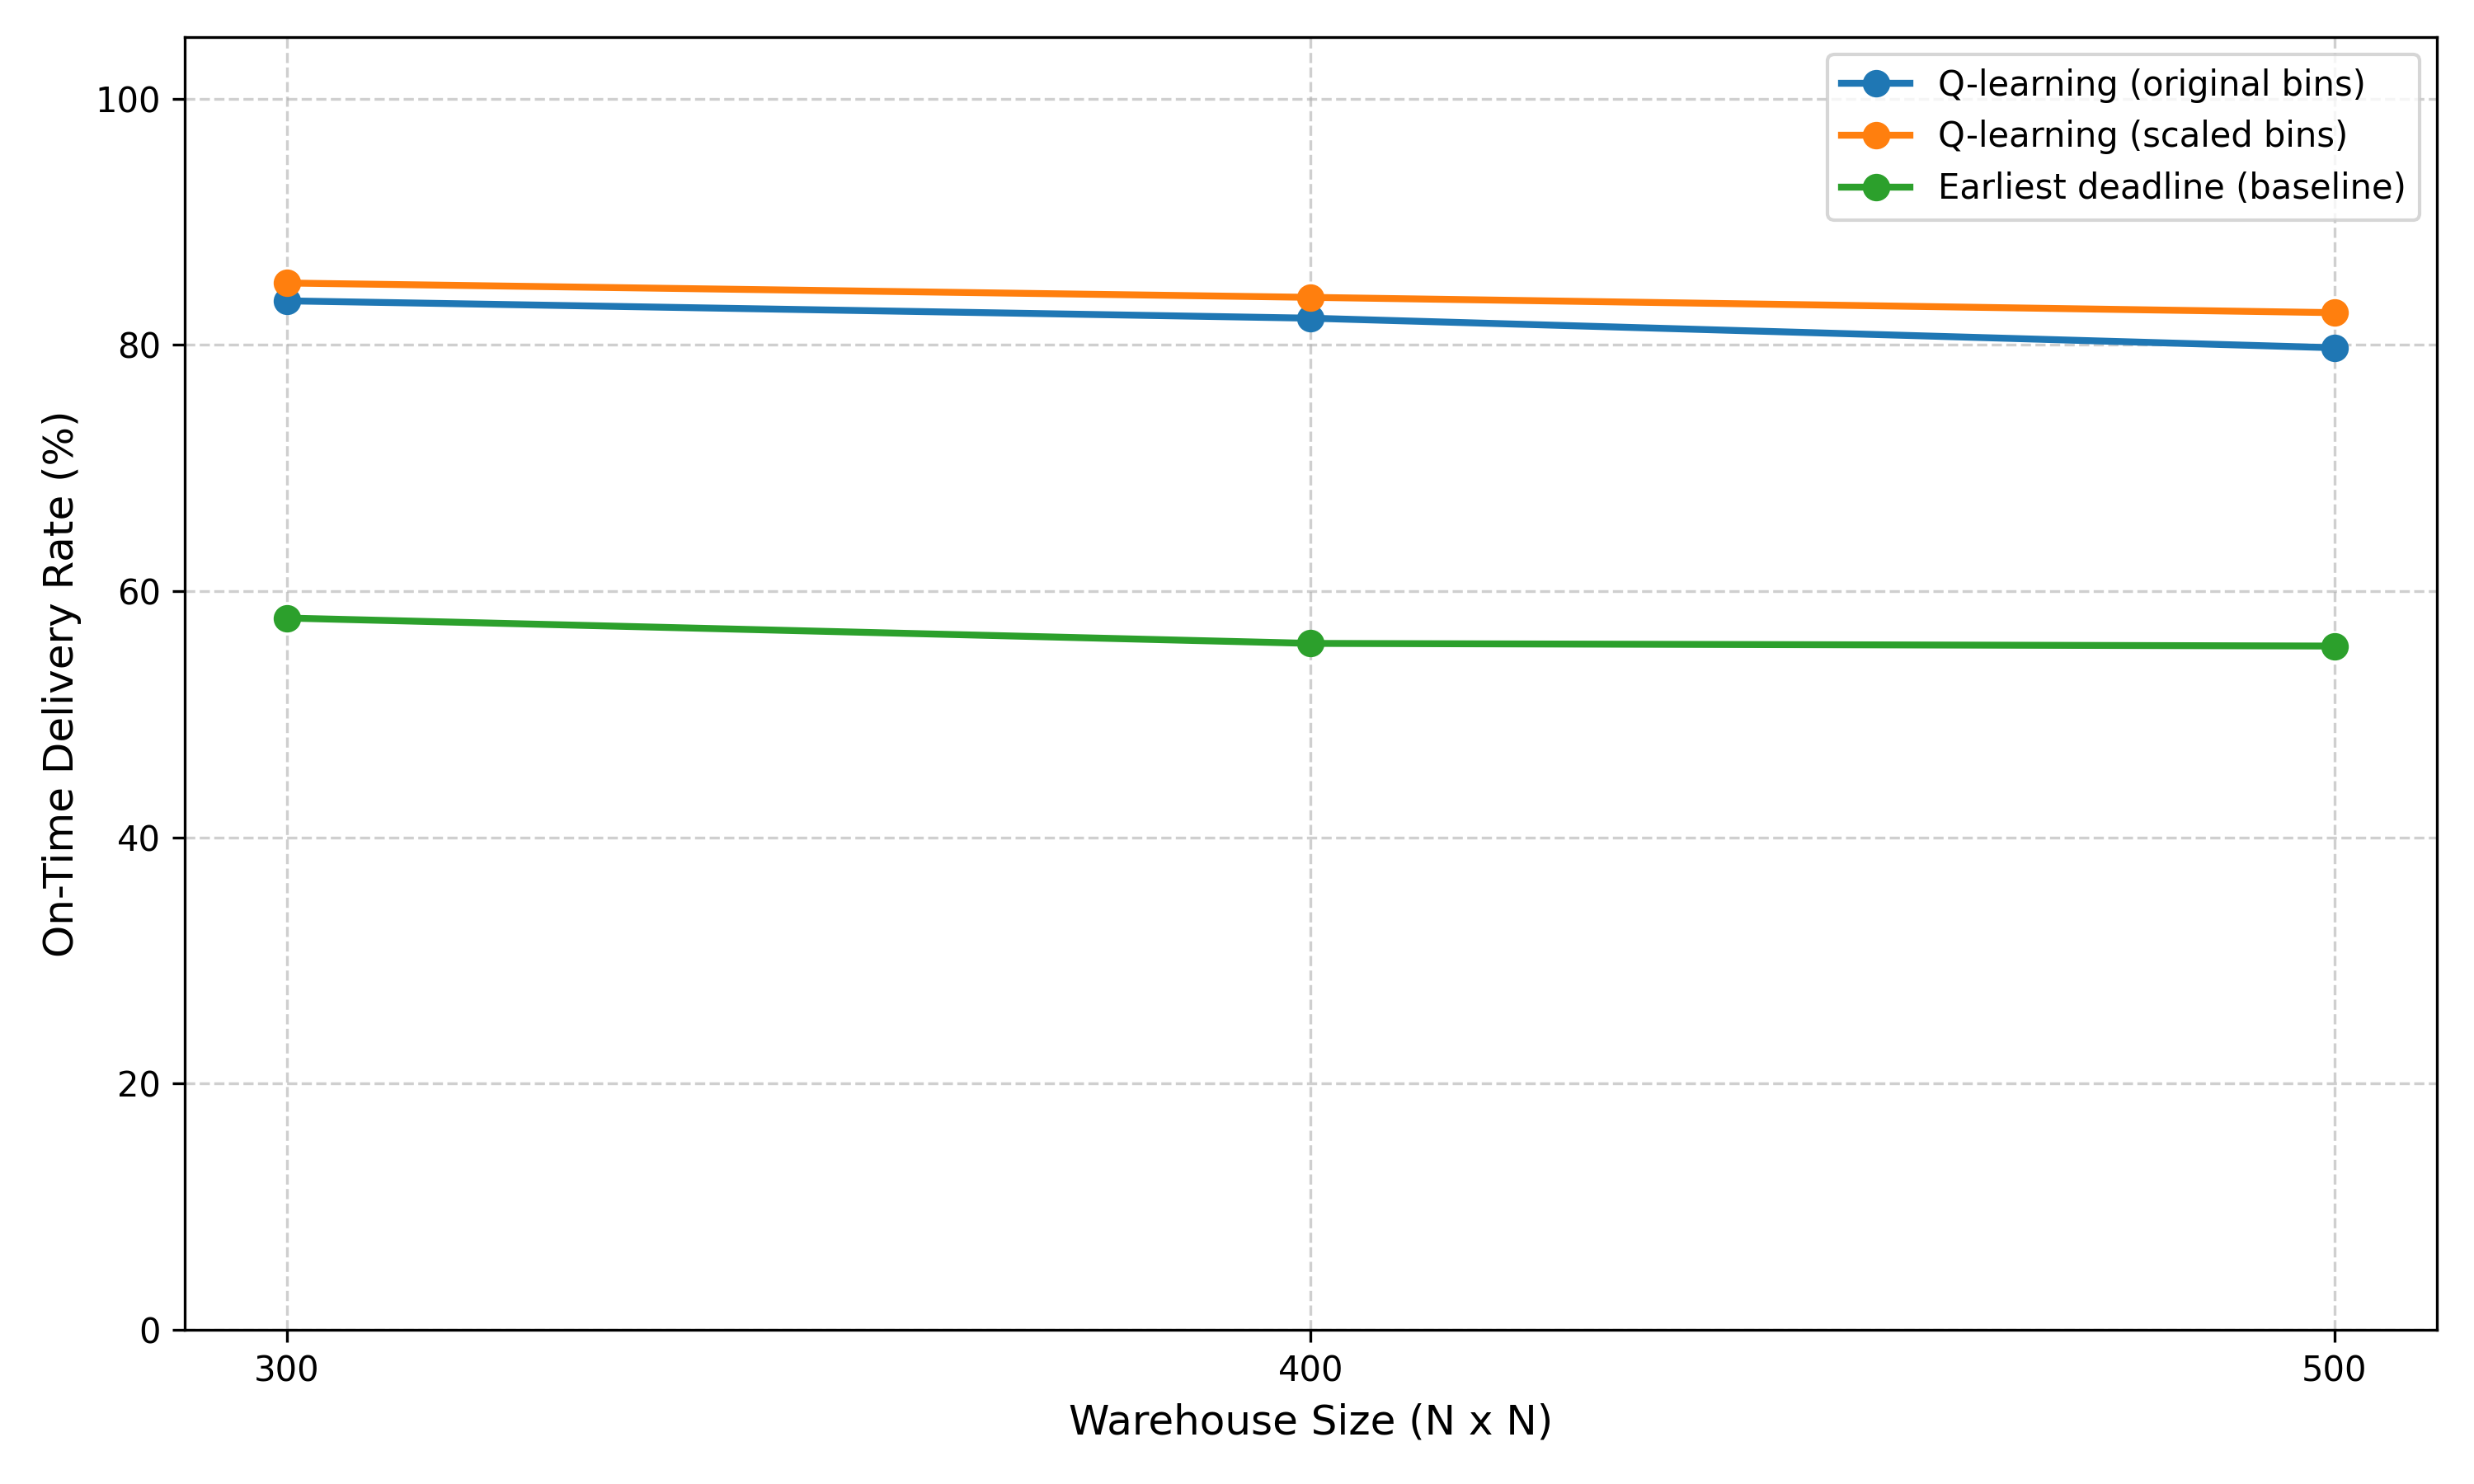 Q-learning (original bins)
Q-learning (scaled bins)
Earliest deadline (baseline)
On-Time Delivery Rate (%)
100
80
60
40
20
0
300
400
500
Warehouse Size (N x N)